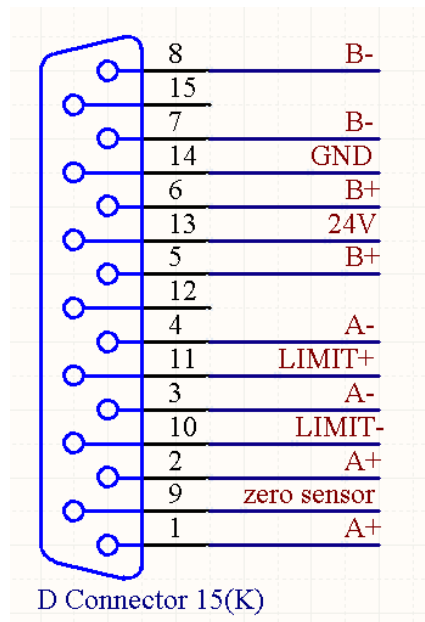 8 B-
15
7 B-
14 GND
6 B+
13 24V
5 B+
12
4 A-
11 LIMIT+
3 A-
10 LIMIT-
2 A+
9 zero sensor
1 A+
D Connector 15(K)